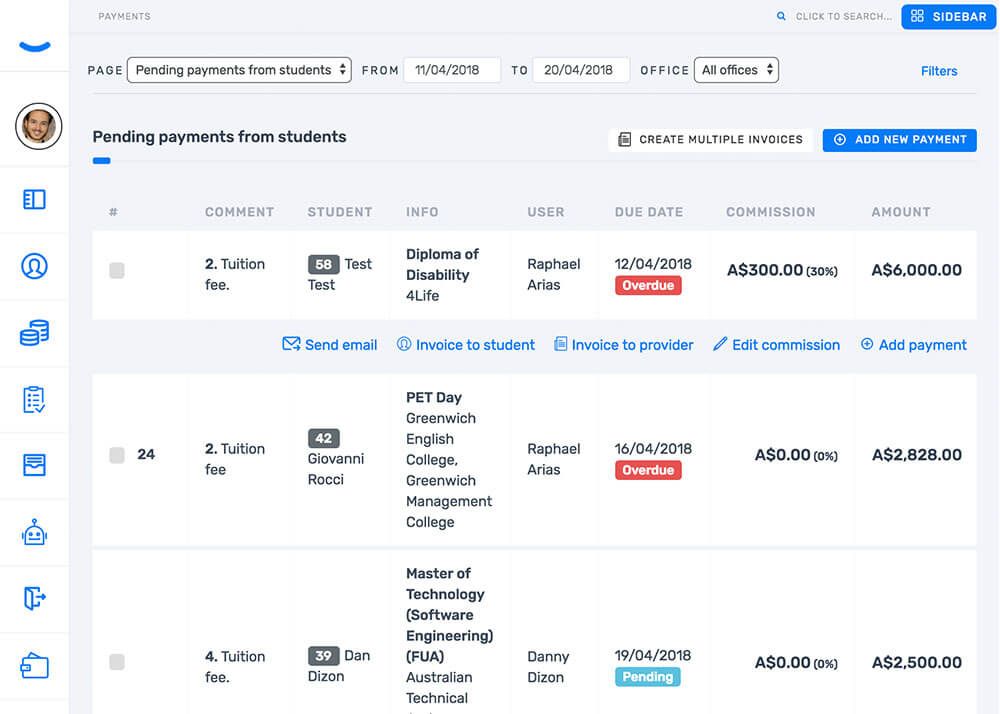 PAYMENTS
CLICK TO SEARCH...
SIDEBAR
PAGE Pending payments from students FROM 11/04/2018 TO 20/04/2018 OFFICE All offices Filters
Pending payments from students
CREATE MULTIPLE INVOICES
ADD NEW PAYMENT
# COMMENT STUDENT INFO USER DUE DATE COMMISSION AMOUNT
2. Tuition
fee.
58 Test
Test
Diploma of
Disability
4Life
Raphael
Arias
12/04/2018
Overdue
A$300.00 (30%)
A$6,000.00
Send email Invoice to student Invoice to provider Edit commission Add payment
24
2. Tuition
fee
42
Giovanni
Rocci
PET Day
Greenwich
English
College,
Greenwich
Management
College
Raphael
Arias
16/04/2018
Overdue
A$0.00 (0%)
A$2,828.00
4. Tuition
fee.
39 Dan
Dizon
Master of
Technology
(Software
Engineering)
(FUA)
Australian
Technical
Danny
Dizon
19/04/2018
Pending
A$0.00 (0%)
A$2,500.00